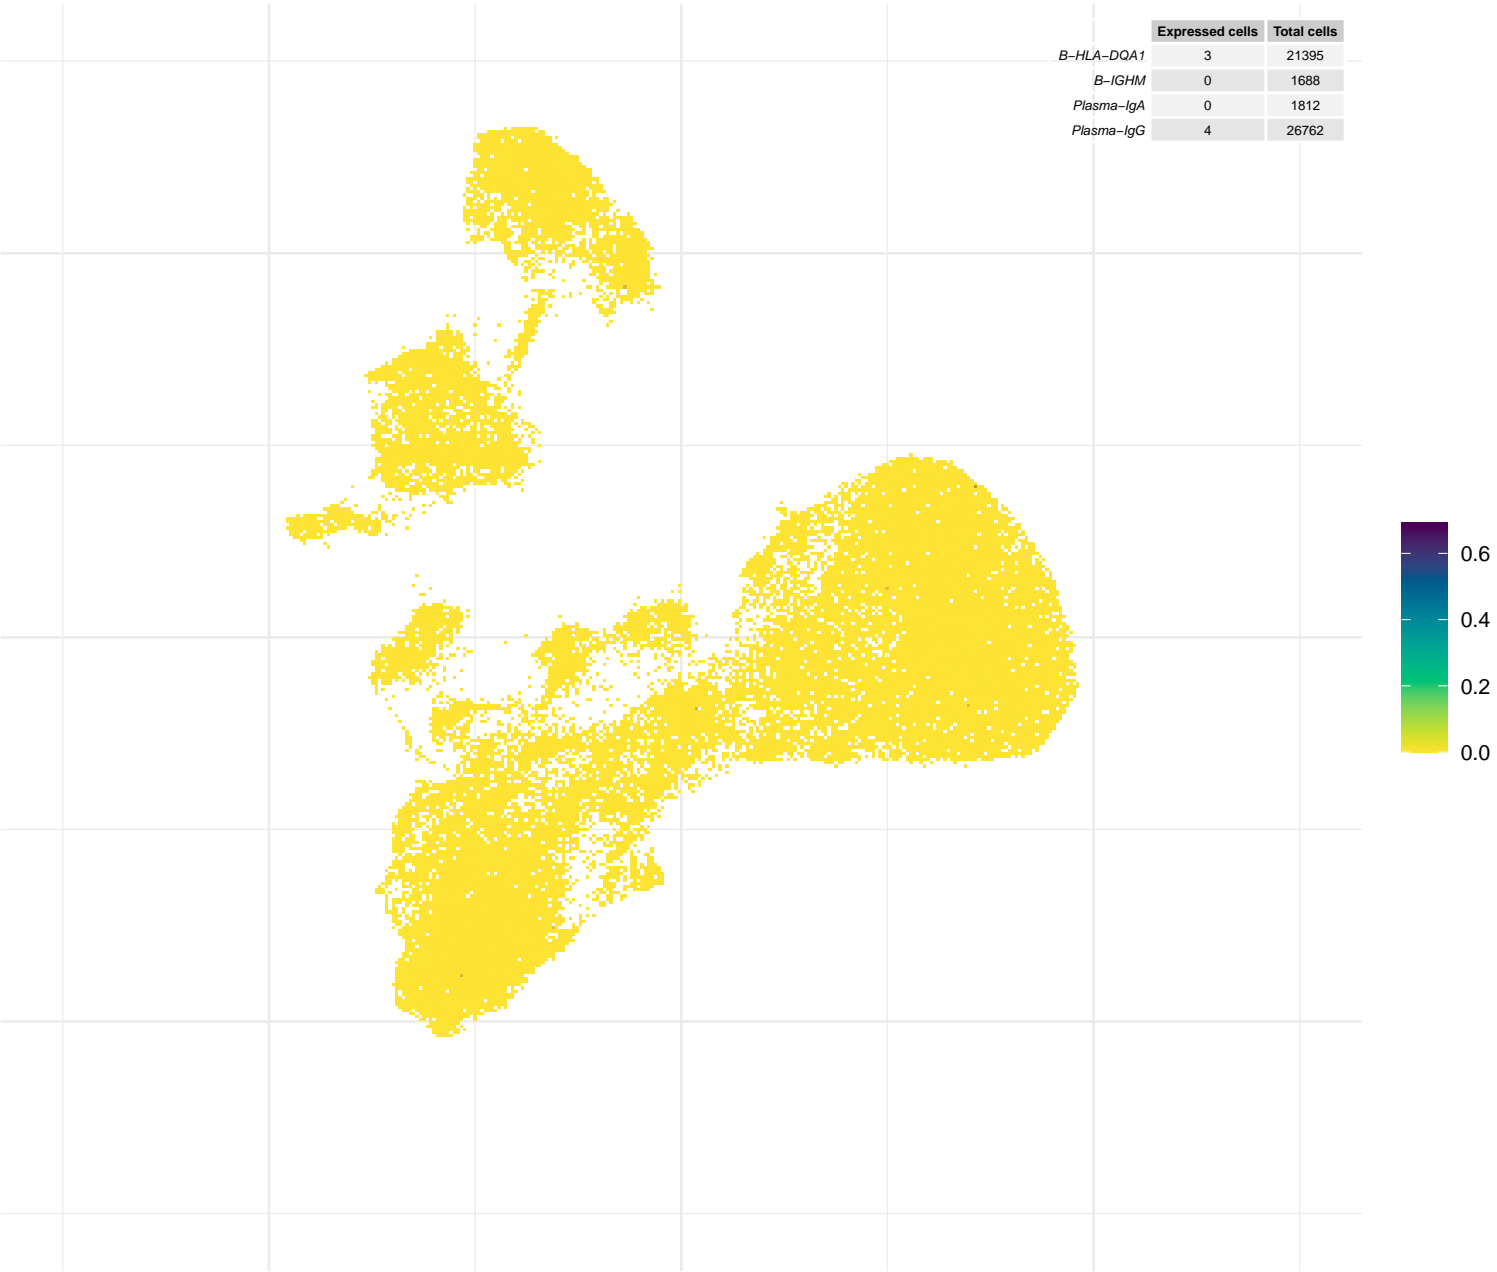 Expressed cells Total cells
B−HLA−DQA1 3 21395
B−IGHM 0 1688
Plasma−IgA 0 1812
Plasma−IgG 4 26762
0.6
0.4
0.2
0.0